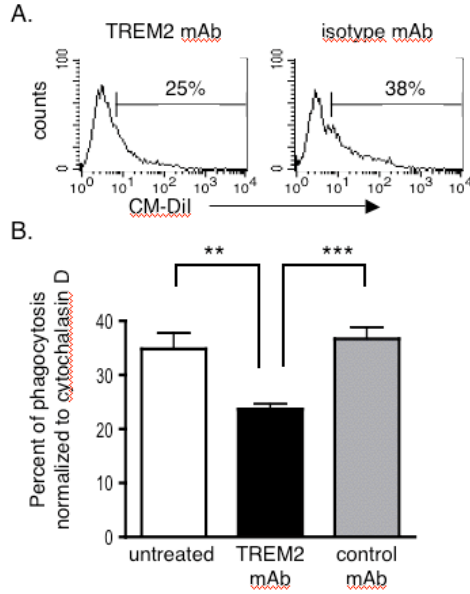 A.
TREM2 mAb
isotype mAb
counts
100
0
25%
10^0 10^1 10^2 10^3 10^4
100
0
38%
10^0 10^1 10^2 10^3 10^4
CM-DiI
B.
** ***
Percent of phagocytosis
normalized to cytochalasin D
40
30
20
10
0
untreated
TREM2
mAb
control
mAb